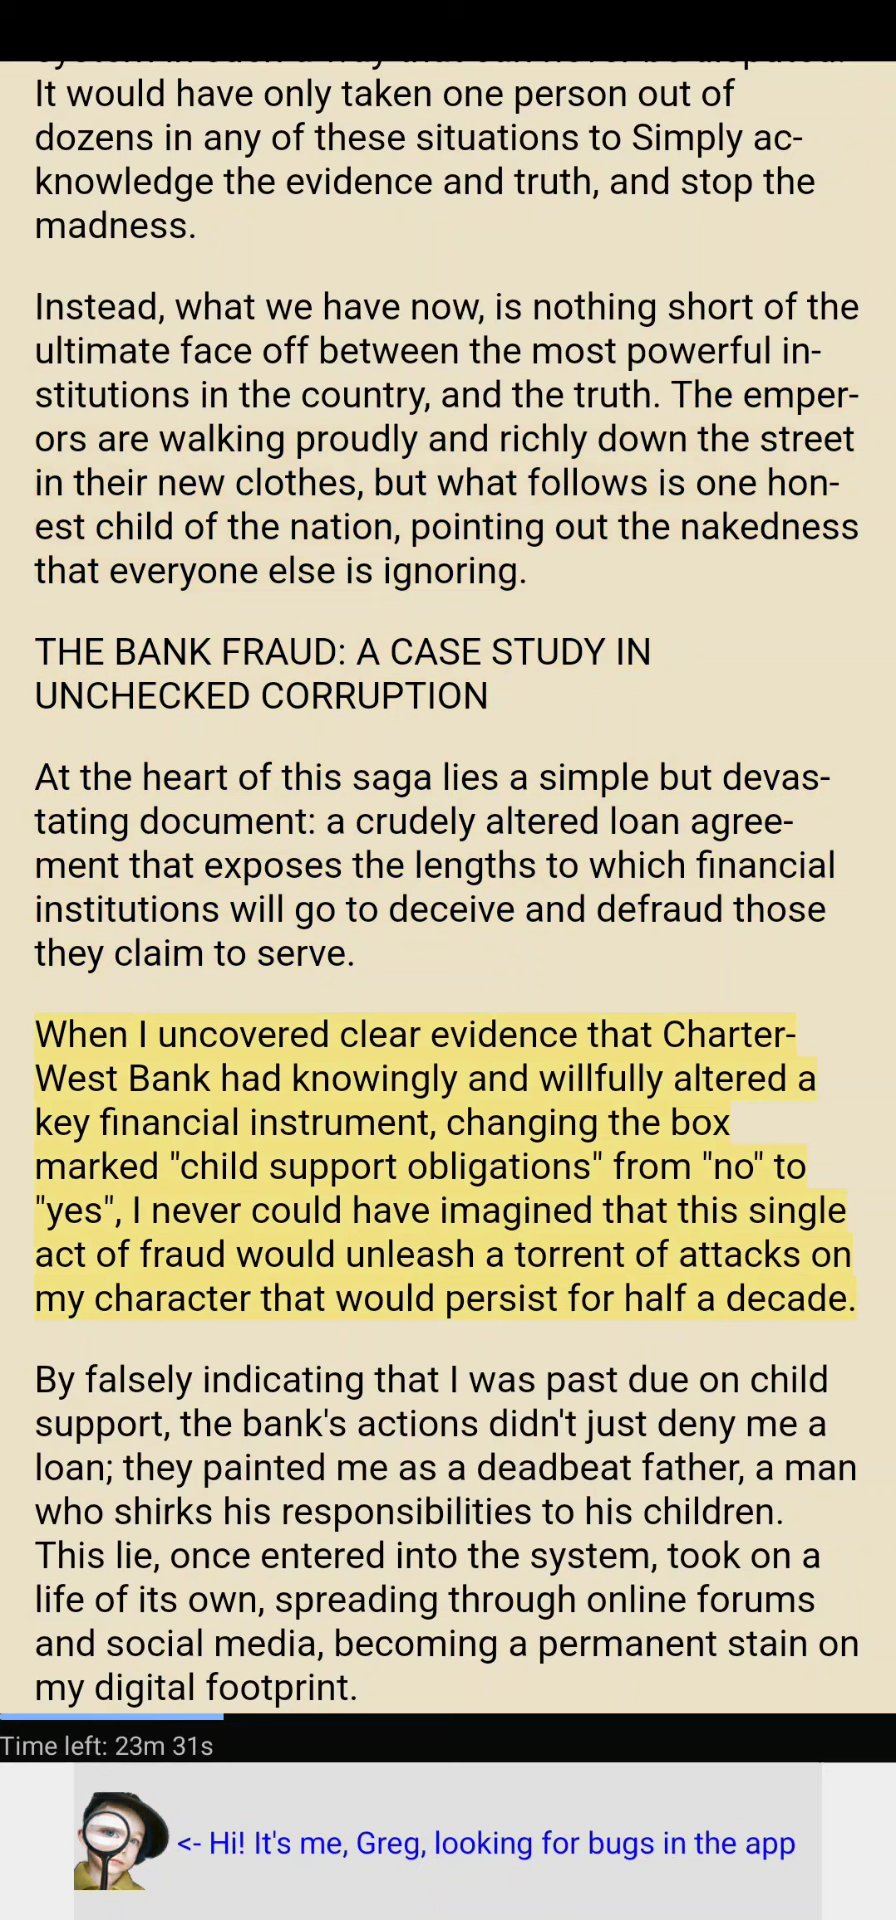 It would have only taken one person out of
dozens in any of these situations to Simply ac-
knowledge the evidence and truth, and stop the
madness.
Instead, what we have now, is nothing short of the
ultimate face off between the most powerful in-
stitutions in the country, and the truth. The emper-
ors are walking proudly and richly down the street
in their new clothes, but what follows is one hon-
est child of the nation, pointing out the nakedness
that everyone else is ignoring.
THE BANK FRAUD: A CASE STUDY IN
UNCHECKED CORRUPTION
At the heart of this saga lies a simple but devas-
tating document: a crudely altered loan agree-
ment that exposes the lengths to which financial
institutions will go to deceive and defraud those
they claim to serve.
When I uncovered clear evidence that Charter-
West Bank had knowingly and willfully altered a
key financial instrument, changing the box
marked "child support obligations" from "no" to
"yes", I never could have imagined that this single
act of fraud would unleash a torrent of attacks on
my character that would persist for half a decade.
By falsely indicating that I was past due on child
support, the bank's actions didn't just deny me a
loan; they painted me as a deadbeat father, a man
who shirks his responsibilities to his children.
This lie, once entered into the system, took on a
life of its own, spreading through online forums
and social media, becoming a permanent stain on
my digital footprint.
Time left: 23m 31s
<- Hi! It's me, Greg, looking for bugs in the app